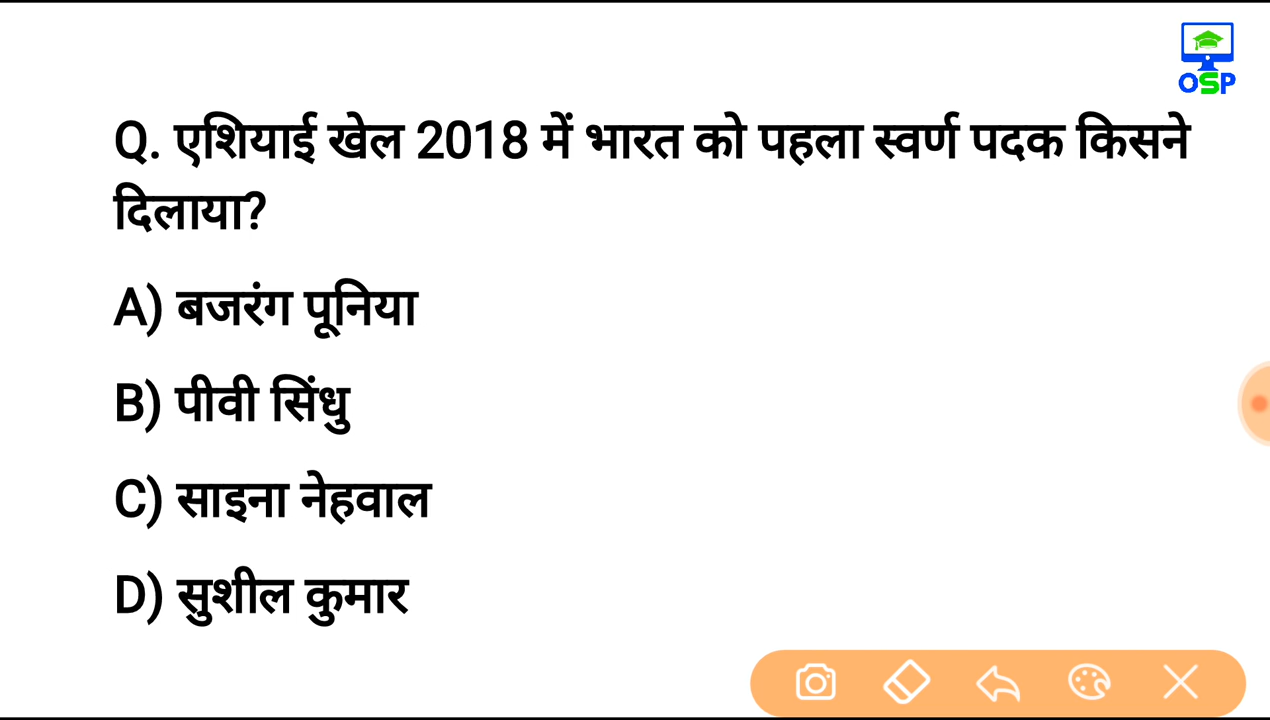 OSP
Q. एशियाई खेल 2018 में भारत को पहला स्वर्ण पदक किसने
दिलाया?
A) बजरंग पूनिया
B) पीवी सिंधु
C) साइना नेहवाल
D) सुशील कुमार